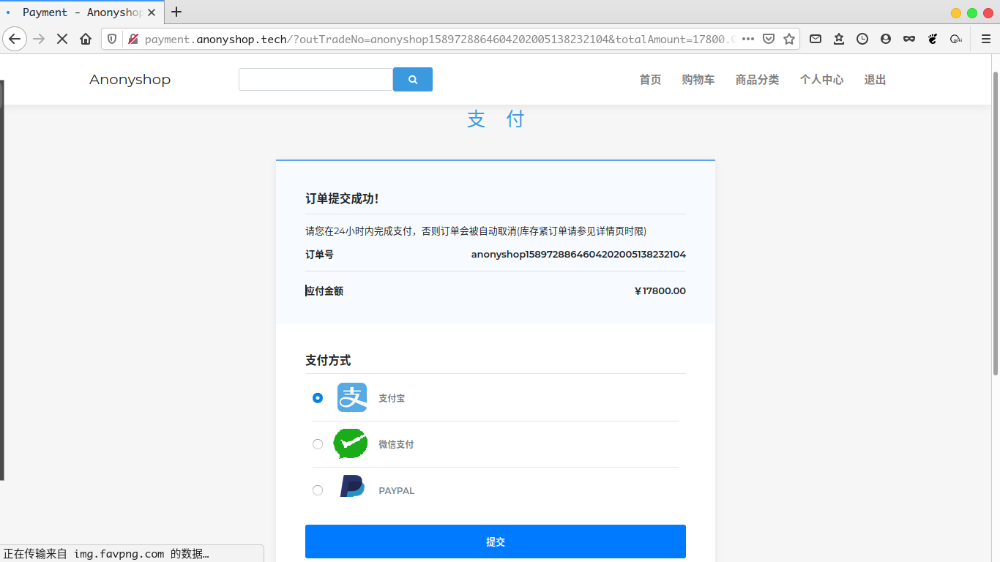 Payment - Anonyshop
payment.anonyshop.tech/?outTradeNo=anonyshop1589728864604202005138232104&totalAmount=17800.0
Anonyshop
首页
购物车
商品分类
个人中心
退出
支 付
订单提交成功！
请您在24小时内完成支付，否则订单会被自动取消(库存紧订单请参见详情页时限)
订单号 anonyshop1589728864604202005138232104
应付金额 ￥17800.00
支付方式
支付宝
微信支付
PAYPAL
提交
正在传输来自 img.favpng.com 的数据…